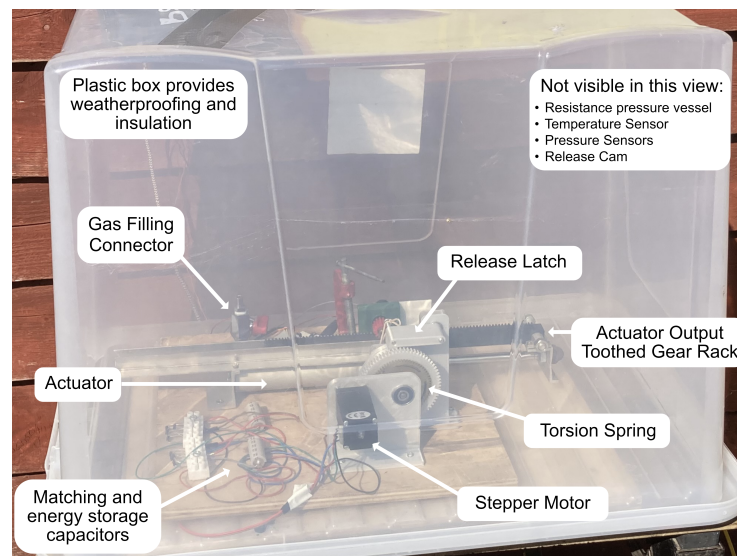 Plastic box provides
weatherproofing and
insulation
Not visible in this view:
• Resistance pressure vessel
• Temperature Sensor
• Pressure Sensors
• Release Cam
Gas Filling
Connector
Release Latch
Actuator Output
Toothed Gear Rack
Actuator
Torsion Spring
Matching and
energy storage
capacitors
Stepper Motor